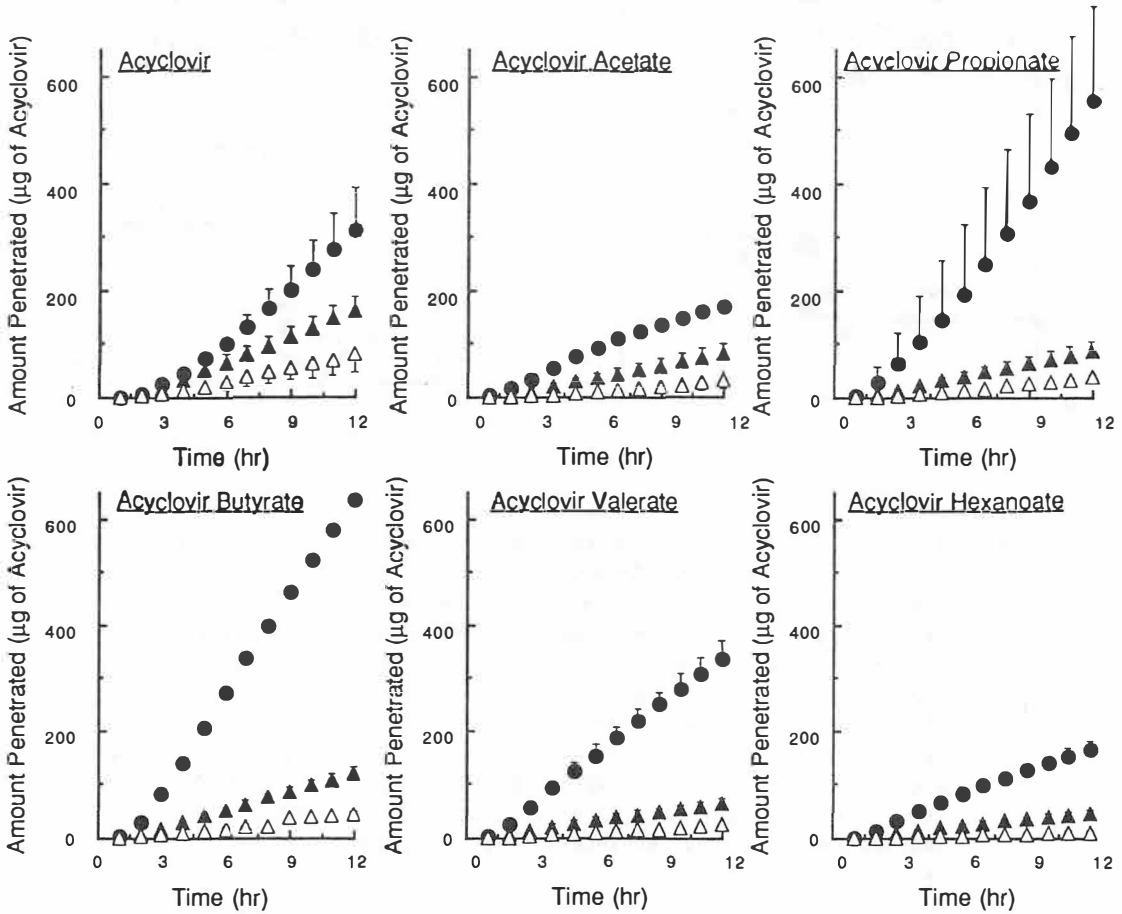 Acyclovir
Amount Penetrated (µg of Acyclovir)
600
400
200
0
0 3 6 9 12
Time (hr)
Acyclovir Acetate
Amount Penetrated (µg of Acyclovir)
600
400
200
0
0 3 6 9 12
Time (hr)
Acyclovir Propionate
Amount Penetrated (µg of Acyclovir)
600
400
200
0
0 3 6 9 12
Time (hr)
Acyclovir Butyrate
Amount Penetrated (µg of Acyclovir)
600
400
200
0
0 3 6 9 12
Time (hr)
Acyclovir Valerate
Amount Penetrated (µg of Acyclovir)
600
400
200
0
0 3 6 9 12
Time (hr)
Acyclovir Hexanoate
Amount Penetrated (µg of Acyclovir)
600
400
200
0
0 3 6 9 12
Time (hr)